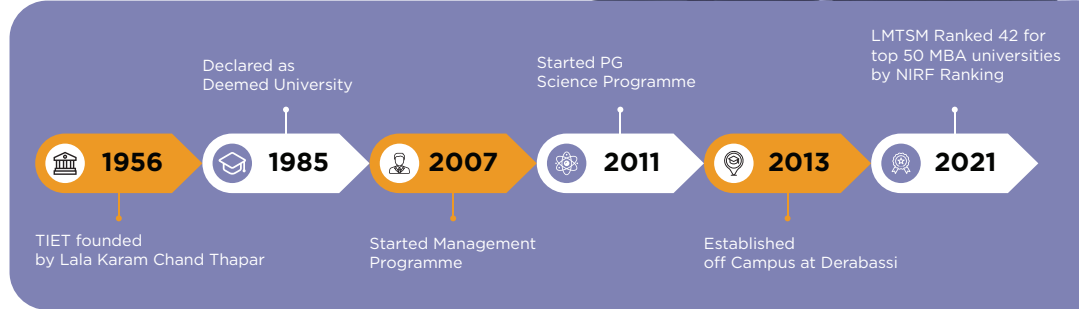 LMTSM Ranked 42 for
top 50 MBA universities
by NIRF Ranking
Declared as
Deemed University
Started PG
Science Programme
1956
1985
2007
2011
2013
2021
TIET founded
by Lala Karam Chand Thapar
Started Management
Programme
Established
off Campus at Derabassi